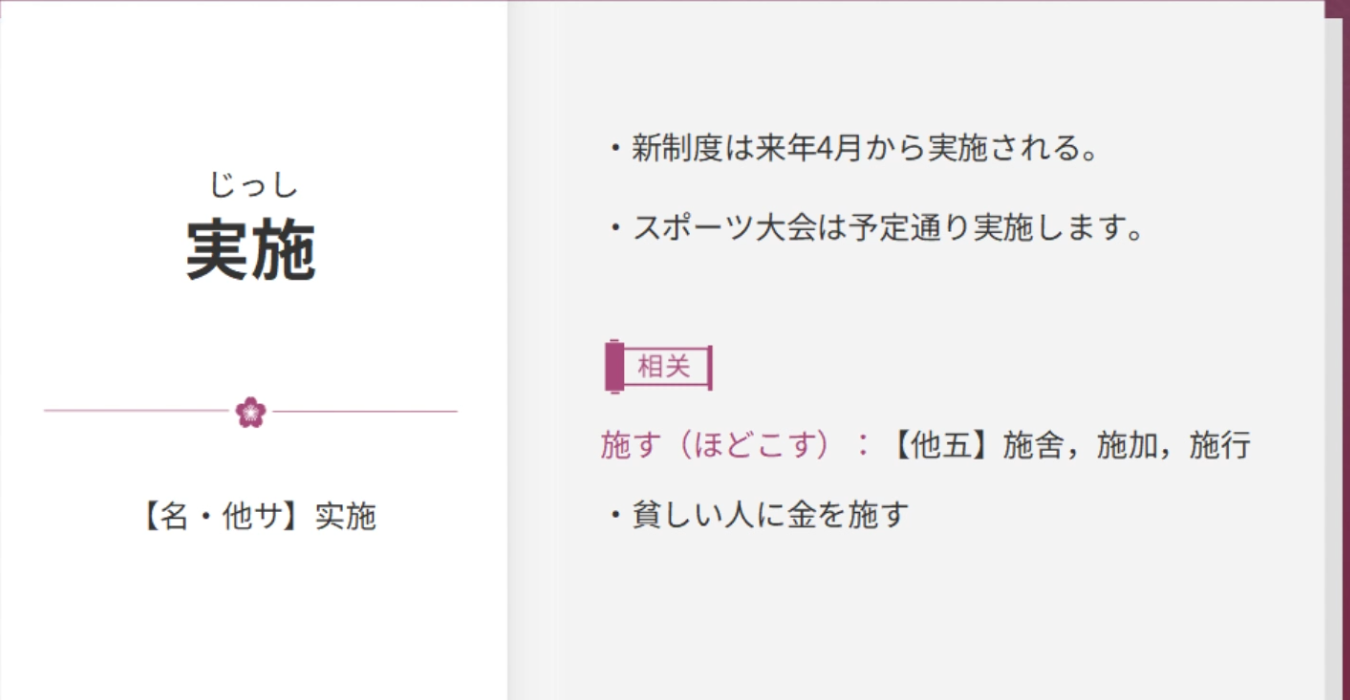 じっし
実施
【名・他サ】实施
・新制度は来年4月から実施される。
・スポーツ大会は予定通り実施します。
相关
施す（ほどこす）：【他五】施舍，施加，施行
・貧しい人に金を施す